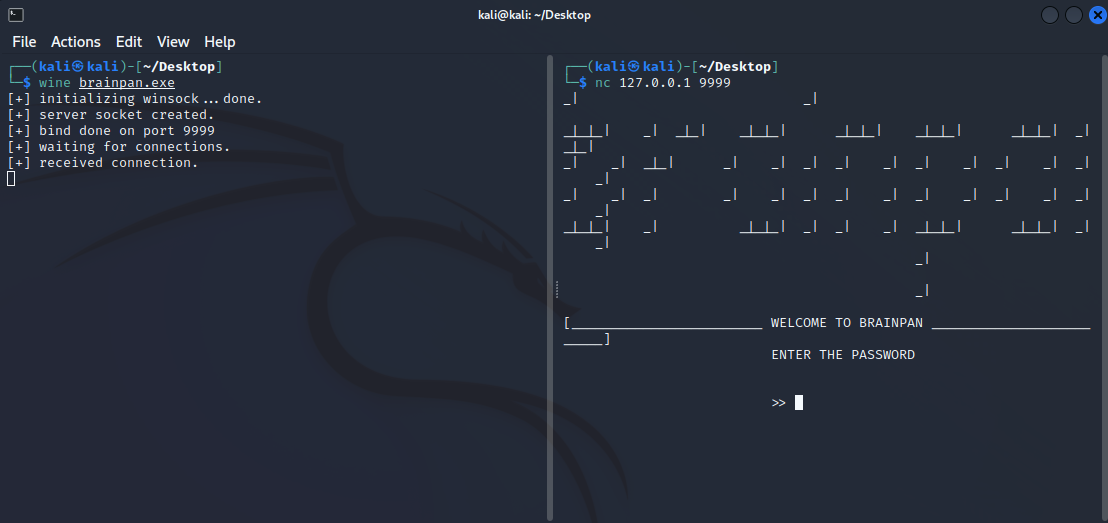 kali@kali: ~/Desktop
File Actions Edit View Help
┌──(kali㉿kali)-[~/Desktop]
└─$ wine brainpan.exe
[+] initializing winsock...done.
[+] server socket created.
[+] bind done on port 9999
[+] waiting for connections.
[+] received connection.
┌──(kali㉿kali)-[~/Desktop]
└─$ nc 127.0.0.1 9999
_|                            _|
_|_|_|    _|  _|_|    _|_|_|      _|_|_|    _|_|_|      _|_|_|  _|
_|_|
_|    _|  _|_|      _|    _|  _|  _|    _|  _|    _|  _|    _|  _|
    _|
_|    _|  _|        _|    _|  _|  _|    _|  _|    _|  _|    _|  _|
    _|
_|_|_|    _|          _|_|_|  _|  _|    _|  _|_|_|      _|_|_|  _|
    _|
                                            _|
                                            _|
[________________________ WELCOME TO BRAINPAN ____________________
_____]
ENTER THE PASSWORD
>>